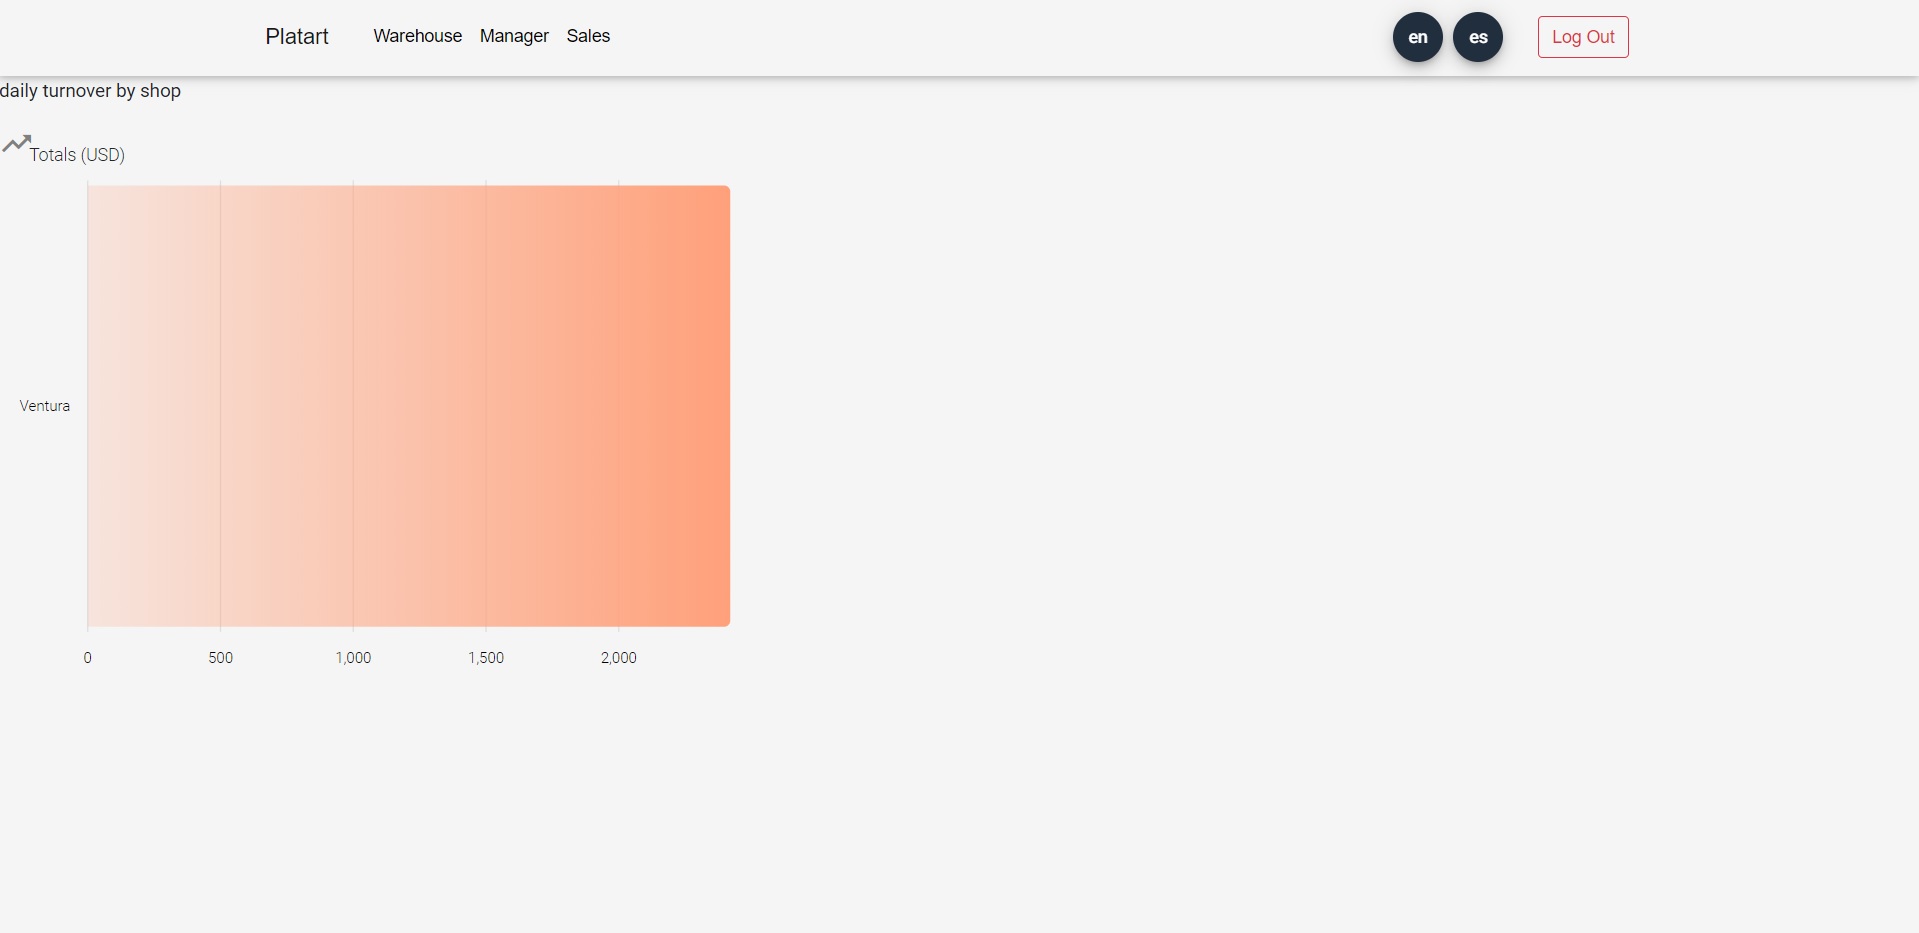 Platart Warehouse Manager Sales en es Log Out
daily turnover by shop
Totals (USD)
Ventura
0 500 1,000 1,500 2,000